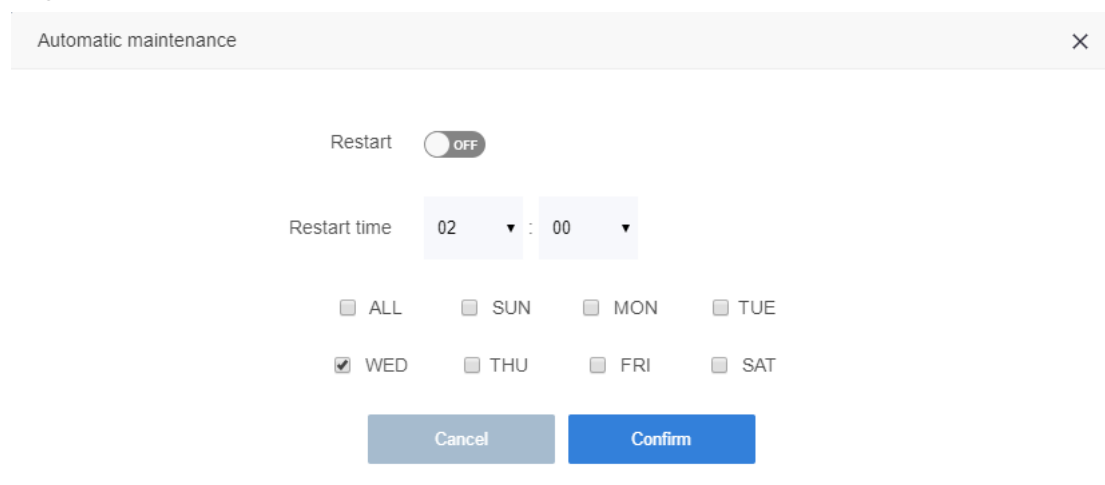 Automatic maintenance
Restart OFF
Restart time 02 : 00
ALL SUN MON TUE
WED THU FRI SAT
Cancel Confirm